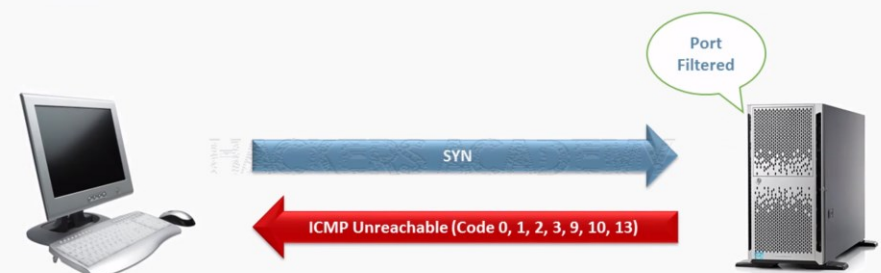 Port
Filtered
SYN
ICMP Unreachable (Code 0, 1, 2, 3, 9, 10, 13)